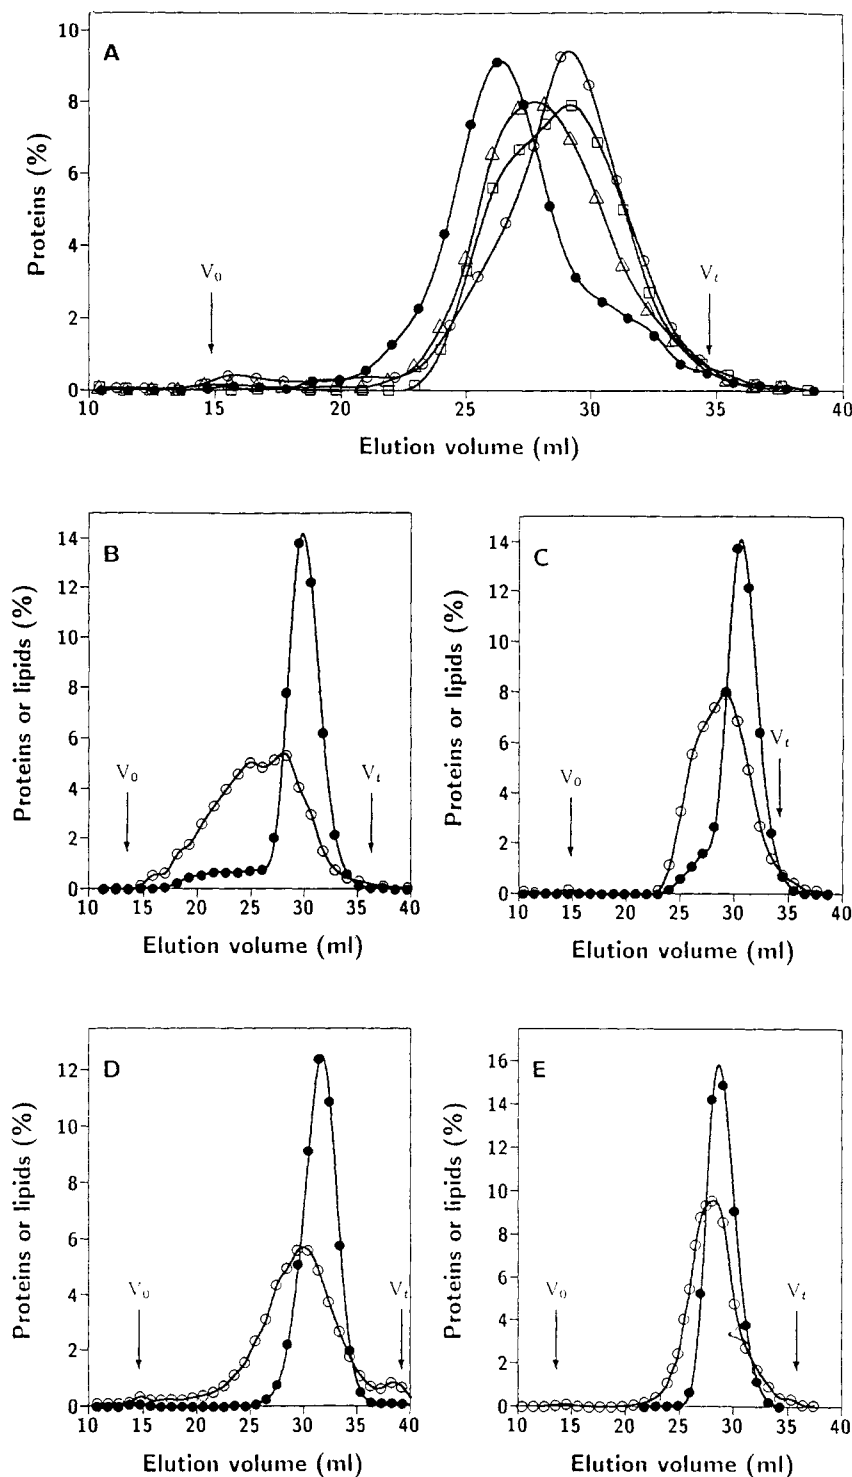 A
Proteins (%)
10
8
6
4
2
0
V₀
Vₜ
10 15 20 25 30 35 40
Elution volume (ml)
B
Proteins or lipids (%)
14
12
10
8
6
4
2
0
V₀
Vₜ
10 15 20 25 30 35 40
Elution volume (ml)
C
Proteins or lipids (%)
14
12
10
8
6
4
2
0
V₀
Vₜ
10 15 20 25 30 35 40
Elution volume (ml)
D
Proteins or lipids (%)
12
10
8
6
4
2
0
V₀
Vₜ
10 15 20 25 30 35 40
Elution volume (ml)
E
Proteins or lipids (%)
16
14
12
10
8
6
4
2
0
V₀
Vₜ
10 15 20 25 30 35 40
Elution volume (ml)